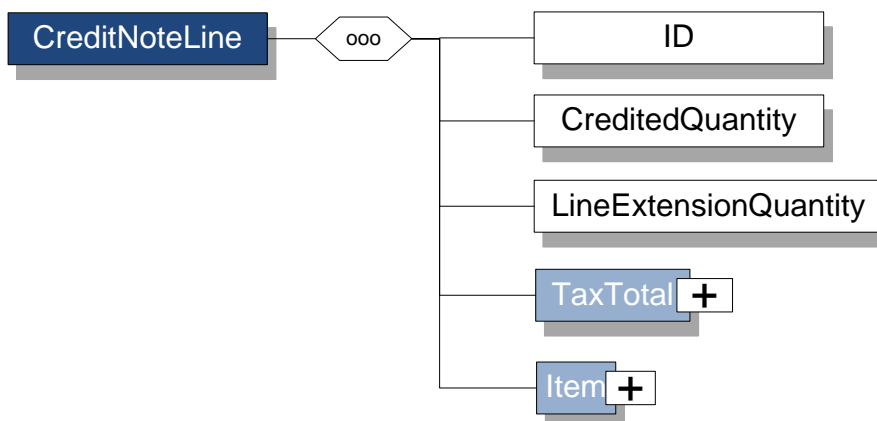 CreditNoteLine
ooo
ID
CreditedQuantity
LineExtensionQuantity
TaxTotal +
Item +